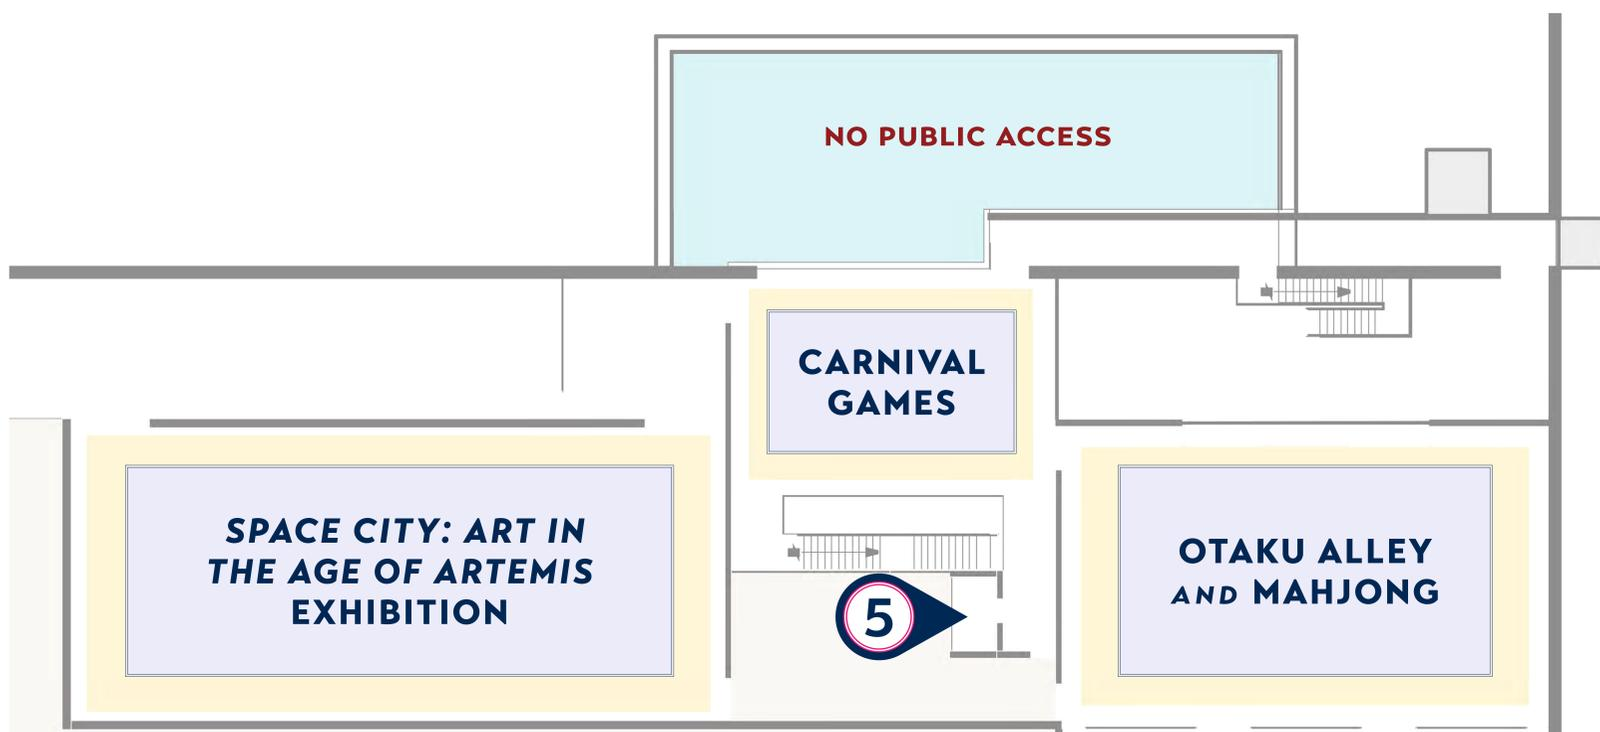 NO PUBLIC ACCESS
CARNIVAL
GAMES
SPACE CITY: ART IN
THE AGE OF ARTEMIS
EXHIBITION
OTAKU ALLEY
AND MAHJONG
5